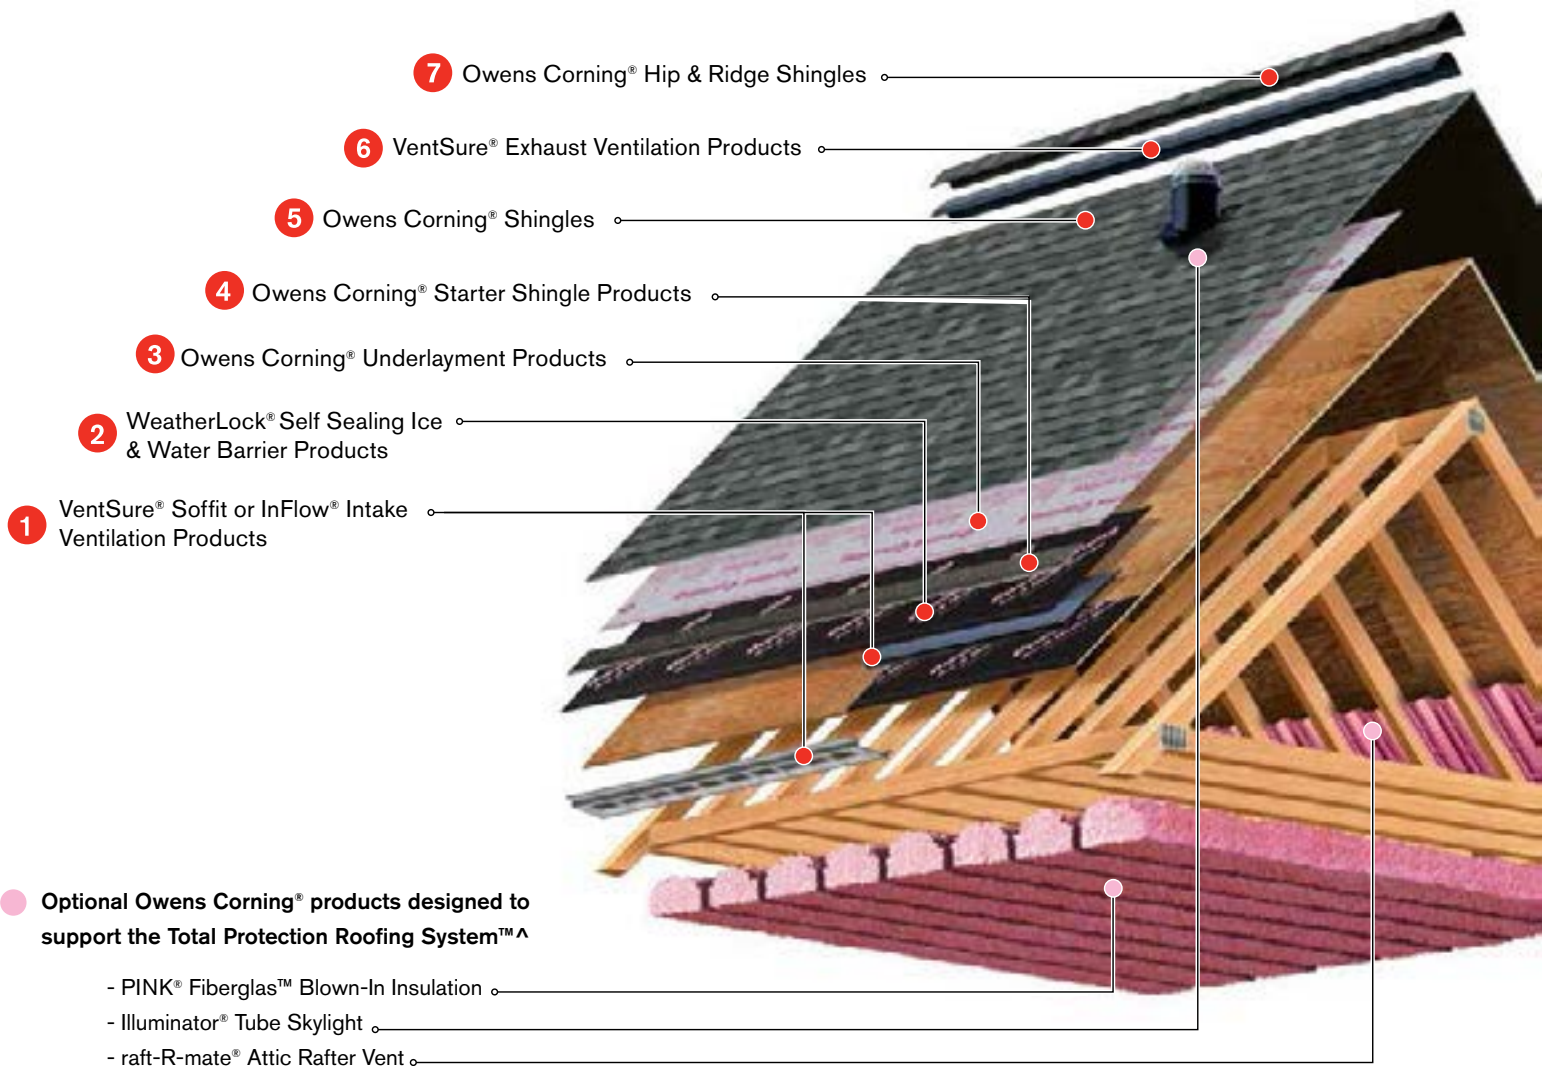 7 Owens Corning® Hip & Ridge Shingles
6 VentSure® Exhaust Ventilation Products
5 Owens Corning® Shingles
4 Owens Corning® Starter Shingle Products
3 Owens Corning® Underlayment Products
2 WeatherLock® Self Sealing Ice
& Water Barrier Products
1 VentSure® Soffit or InFlow® Intake
Ventilation Products
Optional Owens Corning® products designed to
support the Total Protection Roofing System™^
- PINK® Fiberglas™ Blown-In Insulation
- Illuminator® Tube Skylight
- raft-R-mate® Attic Rafter Vent